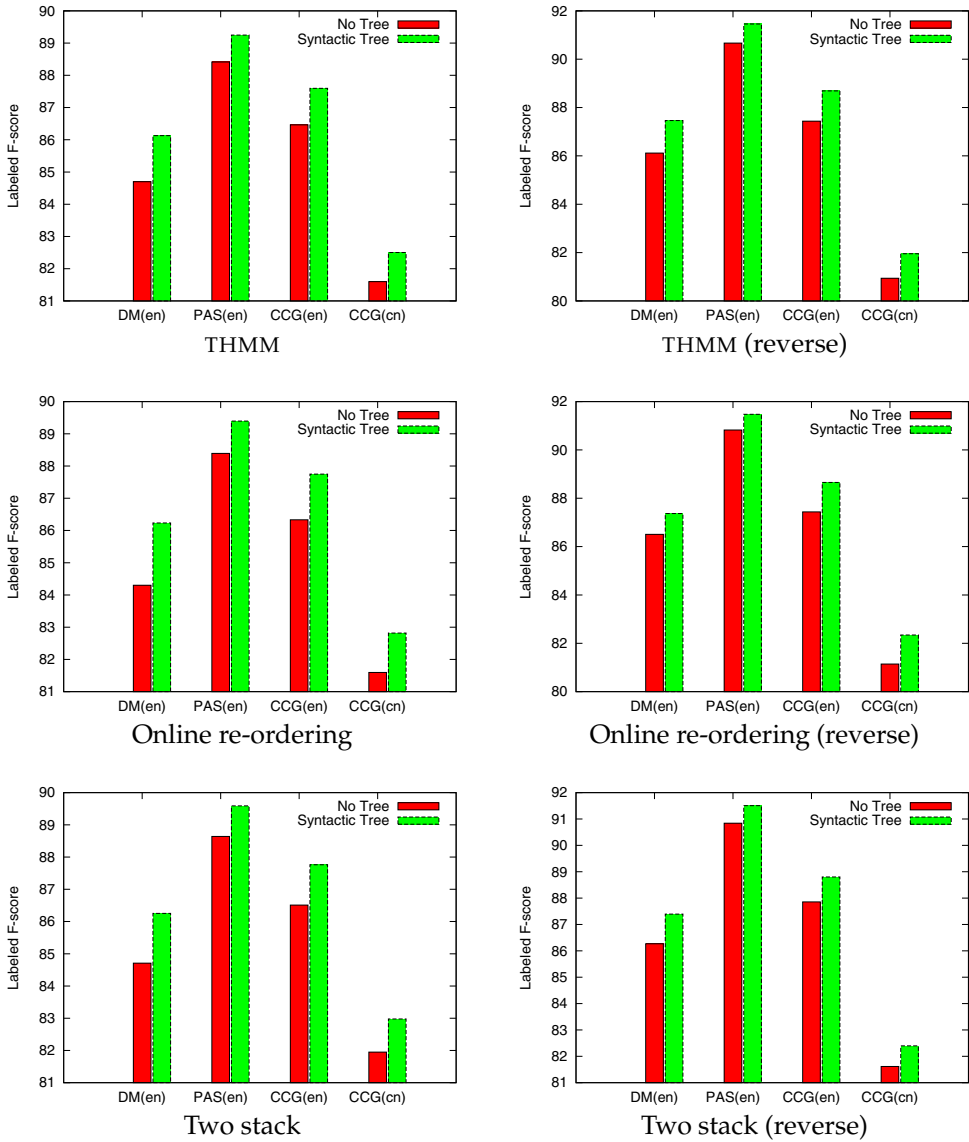 90
89
88
87
86
85
84
83
82
81
Labeled F-score
No Tree
Syntactic Tree
DM(en) PAS(en) CCG(en) CCG(cn)
THMM
92
90
88
86
84
82
80
Labeled F-score
No Tree
Syntactic Tree
DM(en) PAS(en) CCG(en) CCG(cn)
THMM (reverse)
90
89
88
87
86
85
84
83
82
81
Labeled F-score
No Tree
Syntactic Tree
DM(en) PAS(en) CCG(en) CCG(cn)
Online re-ordering
92
90
88
86
84
82
80
Labeled F-score
No Tree
Syntactic Tree
DM(en) PAS(en) CCG(en) CCG(cn)
Online re-ordering (reverse)
90
89
88
87
86
85
84
83
82
81
Labeled F-score
No Tree
Syntactic Tree
DM(en) PAS(en) CCG(en) CCG(cn)
Two stack
92
91
90
89
88
87
86
85
84
83
82
81
Labeled F-score
No Tree
Syntactic Tree
DM(en) PAS(en) CCG(en) CCG(cn)
Two stack (reverse)